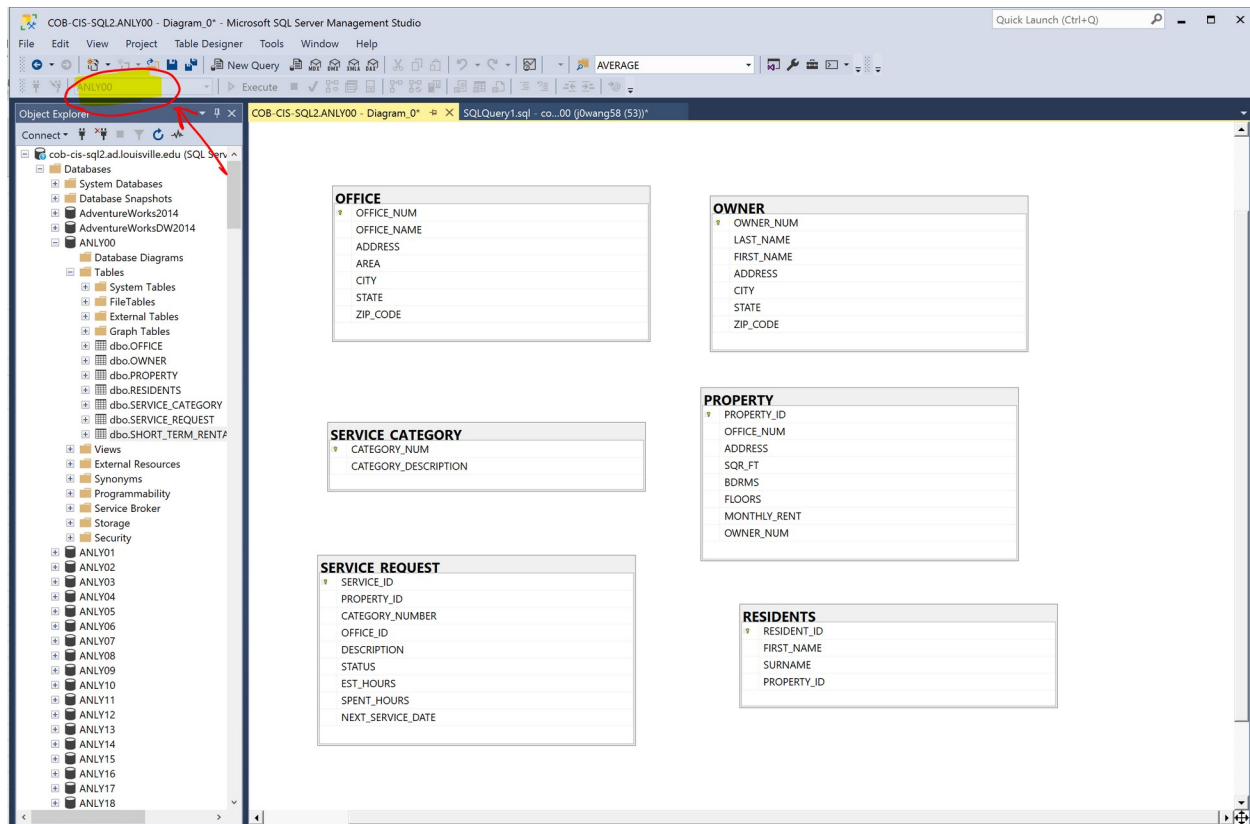 COB-CIS-SQL2.ANLY00 - Diagram_0* - Microsoft SQL Server Management Studio
Quick Launch (Ctrl+Q)
File Edit View Project Table Designer Tools Window Help
New Query MDX DMX XMLA DAX AVERAGE
ANLY00 Execute
Object Explorer
COB-CIS-SQL2.ANLY00 - Diagram_0* SQLQuery1.sql - co...00 (j0wang58 (53))*
Connect
cob-cis-sql2.ad.louisville.edu (SQL Serv
Databases
System Databases
Database Snapshots
AdventureWorks2014
AdventureWorksDW2014
ANLY00
Database Diagrams
Tables
System Tables
FileTables
External Tables
Graph Tables
dbo.OFFICE
dbo.OWNER
dbo.PROPERTY
dbo.RESIDENTS
dbo.SERVICE_CATEGORY
dbo.SERVICE_REQUEST
dbo.SHORT_TERM_RENTA
Views
External Resources
Synonyms
Programmability
Service Broker
Storage
Security
ANLY01
ANLY02
ANLY03
ANLY04
ANLY05
ANLY06
ANLY07
ANLY08
ANLY09
ANLY10
ANLY11
ANLY12
ANLY13
ANLY14
ANLY15
ANLY16
ANLY17
ANLY18
OFFICE
OFFICE_NUM
OFFICE_NAME
ADDRESS
AREA
CITY
STATE
ZIP_CODE
OWNER
OWNER_NUM
LAST_NAME
FIRST_NAME
ADDRESS
CITY
STATE
ZIP_CODE
SERVICE_CATEGORY
CATEGORY_NUM
CATEGORY_DESCRIPTION
PROPERTY
PROPERTY_ID
OFFICE_NUM
ADDRESS
SQR_FT
BDRMS
FLOORS
MONTHLY_RENT
OWNER_NUM
SERVICE_REQUEST
SERVICE_ID
PROPERTY_ID
CATEGORY_NUMBER
OFFICE_ID
DESCRIPTION
STATUS
EST_HOURS
SPENT_HOURS
NEXT_SERVICE_DATE
RESIDENTS
RESIDENT_ID
FIRST_NAME
SURNAME
PROPERTY_ID